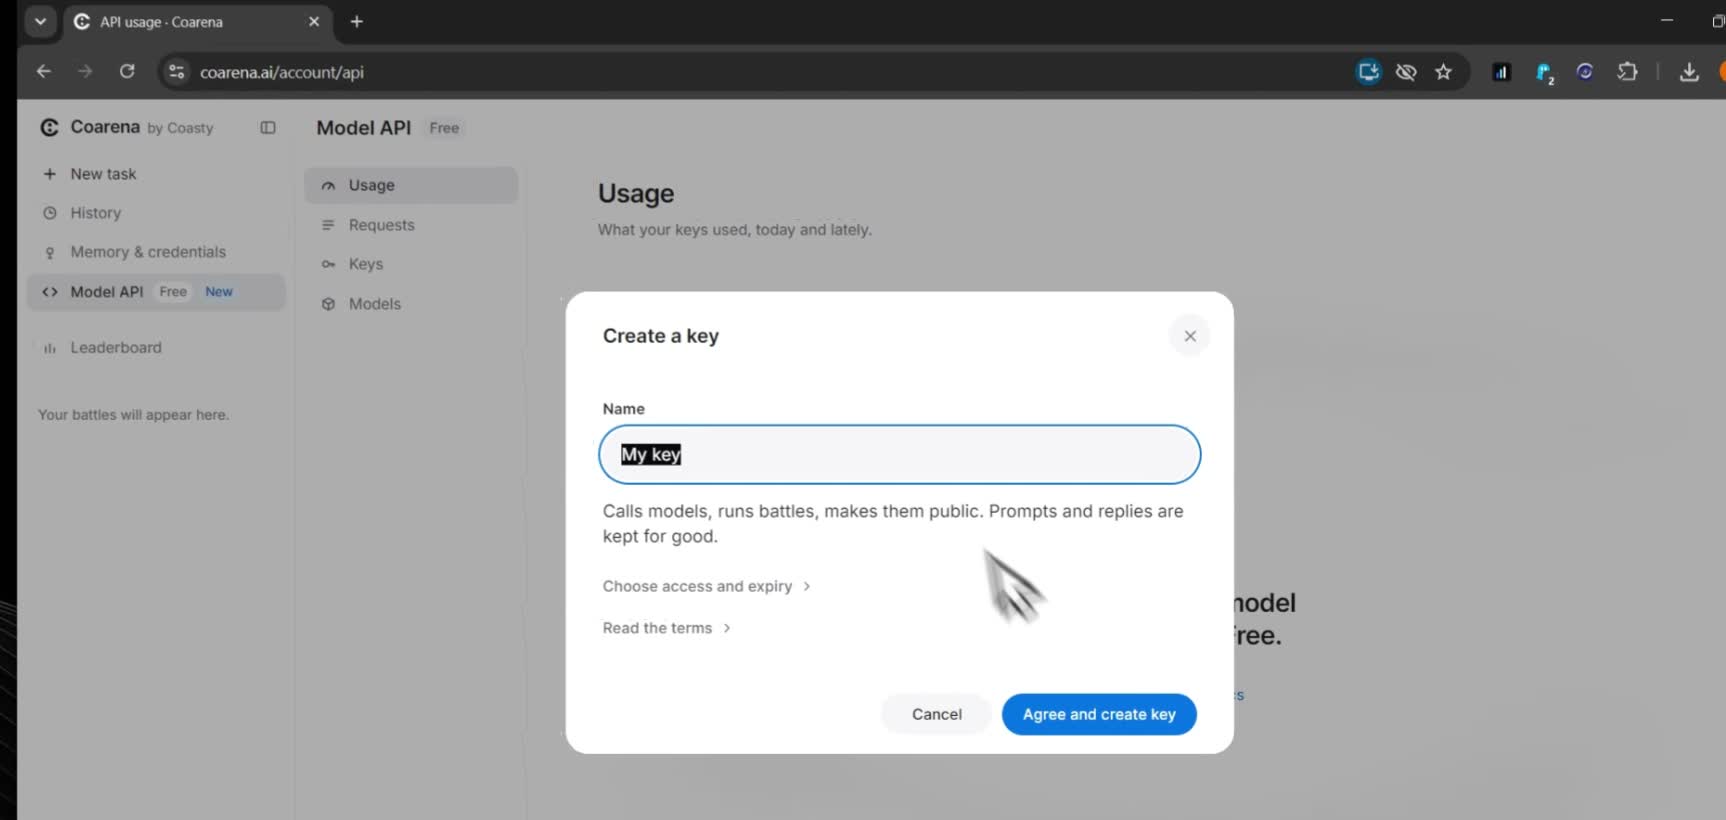 API usage - Coarena
coarena.ai/account/api
Coarena by Coasty
New task
History
Memory & credentials
Model API Free New
Leaderboard
Your battles will appear here.
Model API Free
Usage
Requests
Keys
Models
Usage
What your keys used, today and lately.
Create a key
Name
My key
Calls models, runs battles, makes them public. Prompts and replies are
kept for good.
Choose access and expiry
Read the terms
Cancel
Agree and create key
2